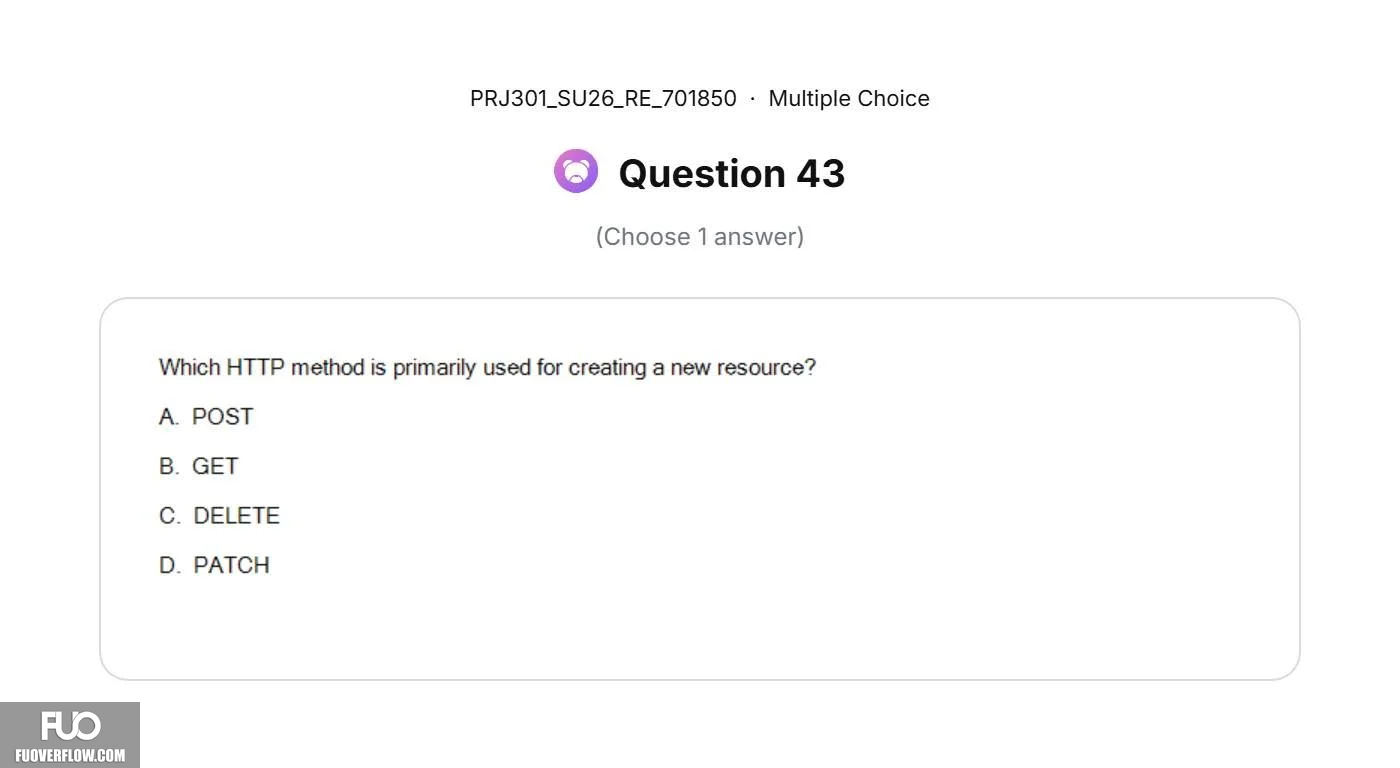 PRJ301_SU26_RE_701850 · Multiple Choice
Question 43
(Choose 1 answer)
Which HTTP method is primarily used for creating a new resource?
A. POST
B. GET
C. DELETE
D. PATCH
FUO
FUOVERFLOW.COM